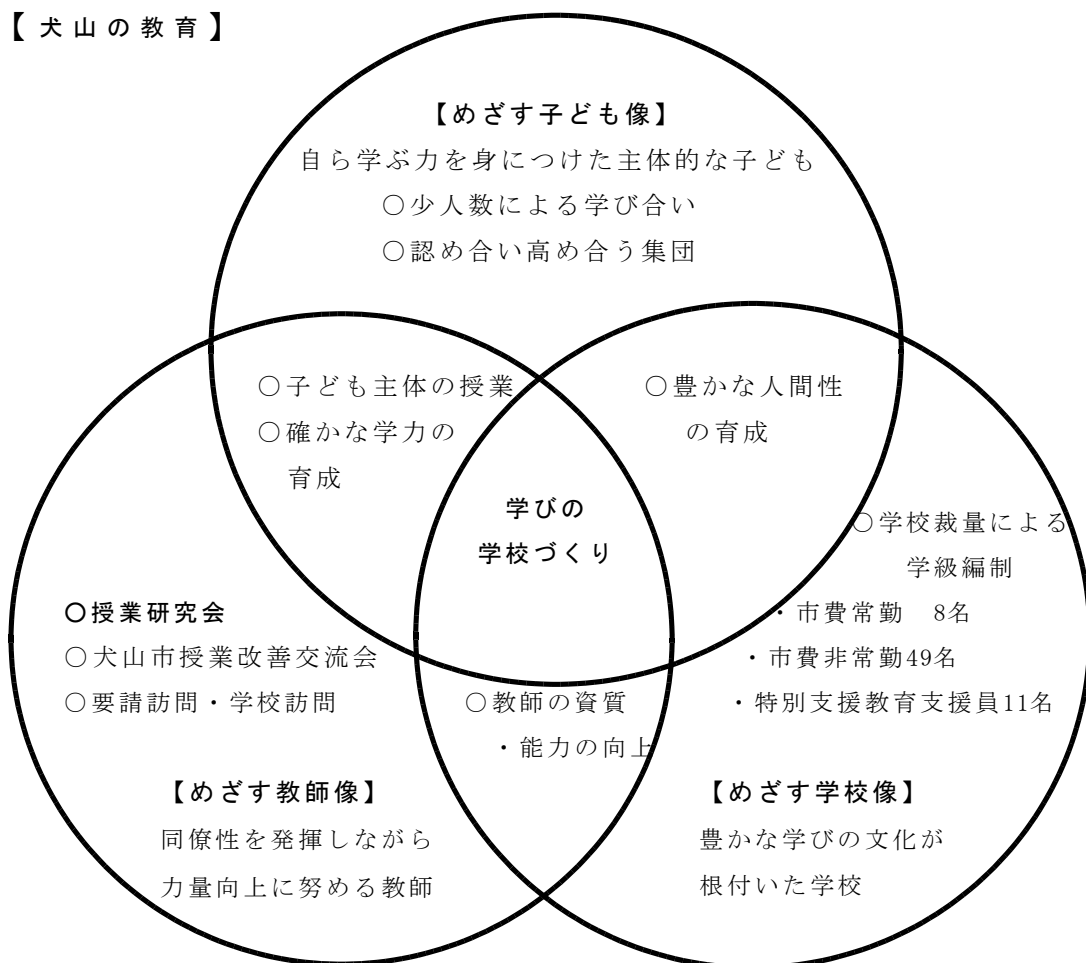 【犬山の教育】
【めざす子ども像】
自ら学ぶ力を身につけた主体的な子ども
○少人数による学び合い
○認め合い高め合う集団
○子ども主体の授業
○確かな学力の
育成
○豊かな人間性
の育成
学びの
学校づくり
○学校裁量による
学級編制
・市費常勤　8名
・市費非常勤49名
・特別支援教育支援員11名
○授業研究会
○犬山市授業改善交流会
○要請訪問・学校訪問
○教師の資質
・能力の向上
【めざす教師像】
同僚性を発揮しながら
力量向上に努める教師
【めざす学校像】
豊かな学びの文化が
根付いた学校